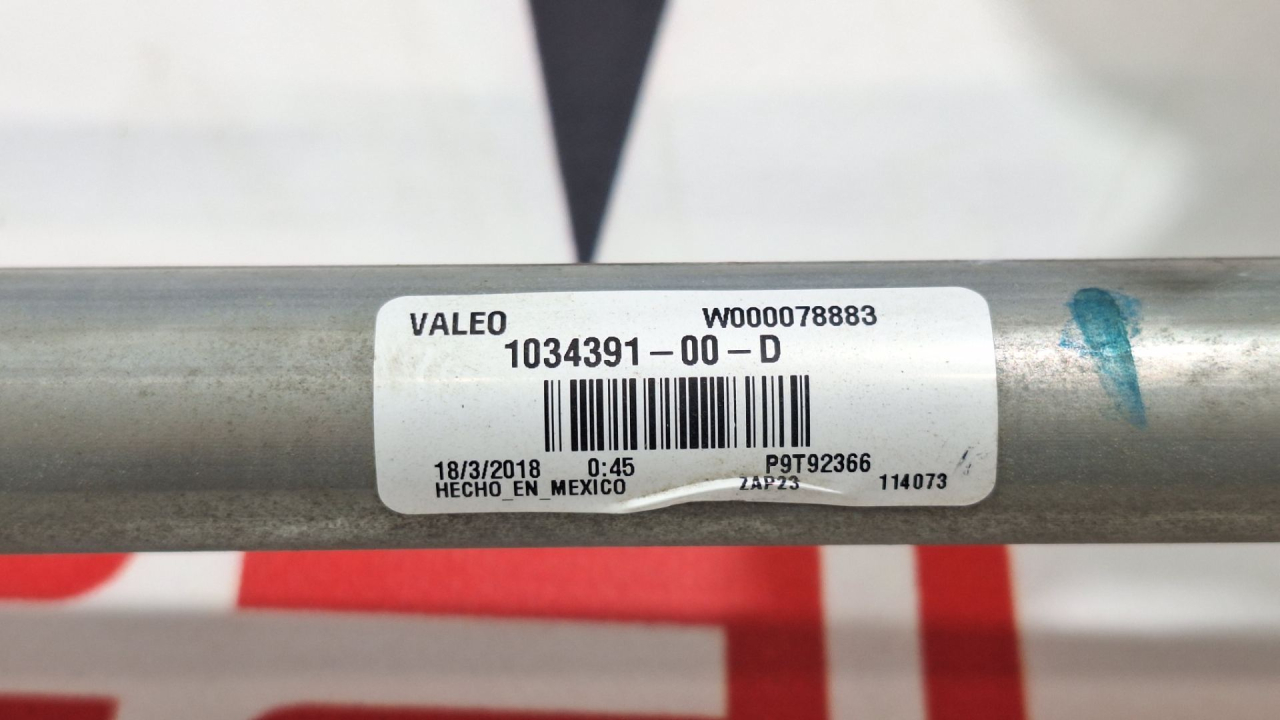 VALEO W000078883
1034391-00-D
18/3/2018 0:45 P9T92366
HECHO_EN_MEXICO ZAP23 114073